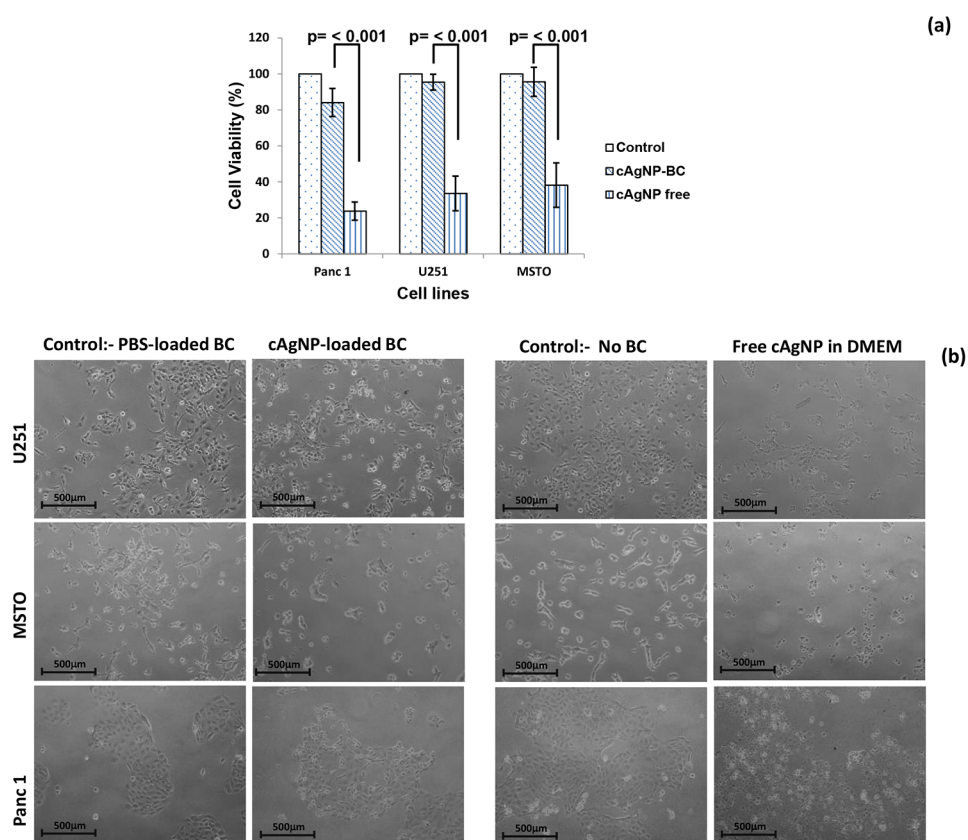 (a)
120
100
80
60
40
20
0
Cell Viability (%)
p= < 0.001 p= < 0.001 p= < 0.001
Panc 1 U251 MSTO
Cell lines
Control
cAgNP-BC
cAgNP free
(b)
Control:- PBS-loaded BC cAgNP-loaded BC Control:- No BC Free cAgNP in DMEM
U251
500μm 500μm 500μm 500μm
MSTO
500μm 500μm 500μm 500μm
Panc 1
500μm 500μm 500μm 500μm